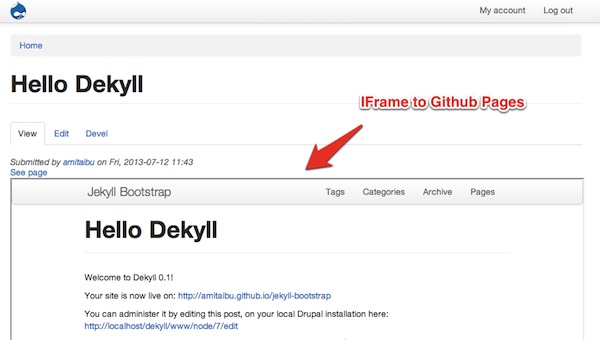 My account Log out
Home
Hello Dekyll
IFrame to Github Pages
View Edit Devel
Submitted by amitaibu on Fri, 2013-07-12 11:43
See page
Jekyll Bootstrap Tags Categories Archive Pages
Hello Dekyll
Welcome to Dekyll 0.1!
Your site is now live on: http://amitaibu.github.io/jekyll-bootstrap
You can administer it by editing this post, on your local Drupal installation here:
http://localhost/dekyll/www/node/7/edit